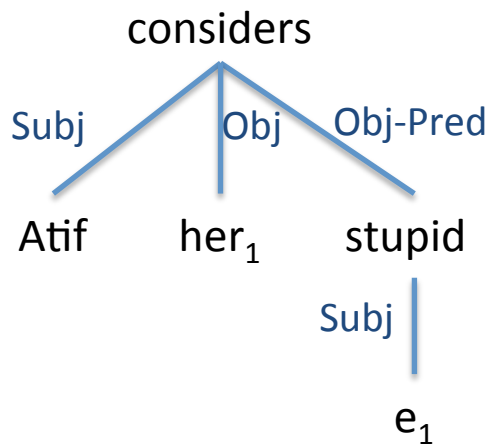 considers
Subj Obj Obj-Pred
Atif her₁ stupid
Subj
e₁